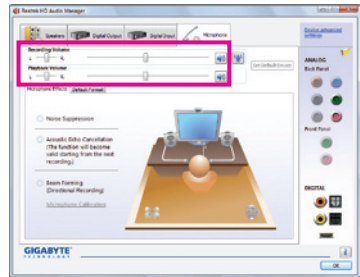 Realtek HD Audio Manager
Speakers
Digital Output
Digital Input
Microphone
Device advanced
settings
Recording Volume
L
R
Set Default Device
Playback Volume
L
R
Microphone Effects
Default Format
ANALOG
Back Panel
Front Panel
Noise Suppression
Acoustic Echo Cancellation
(The function will become
valid starting from the next
recording.)
Beam Forming
(Directional Recording)
Microphone Calibration
DIGITAL
GIGABYTE
TECHNOLOGY
OK